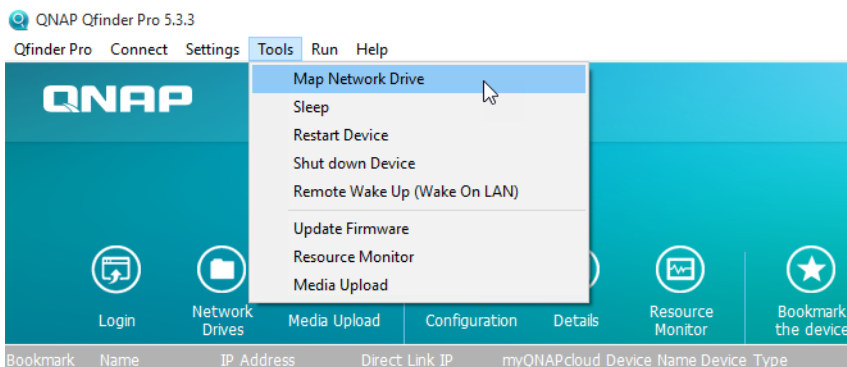 QNAP Qfinder Pro 5.3.3
Qfinder Pro Connect Settings Tools Run Help
QNAP
Map Network Drive
Sleep
Restart Device
Shut down Device
Remote Wake Up (Wake On LAN)
Update Firmware
Resource Monitor
Media Upload
Login
Network
Drives
Media Upload
Configuration
Details
Resource
Monitor
Bookmark
the device
Bookmark Name IP Address Direct Link IP myQNAPcloud Device Name Device Type